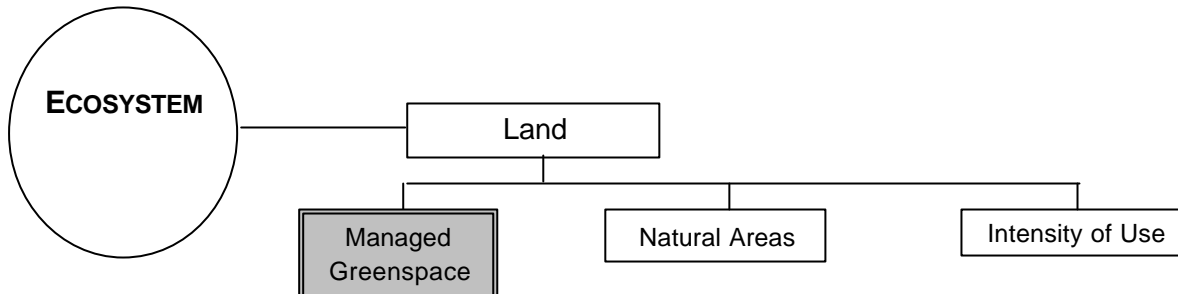 ECOSYSTEM
Land
Managed
Greenspace
Natural Areas
Intensity of Use